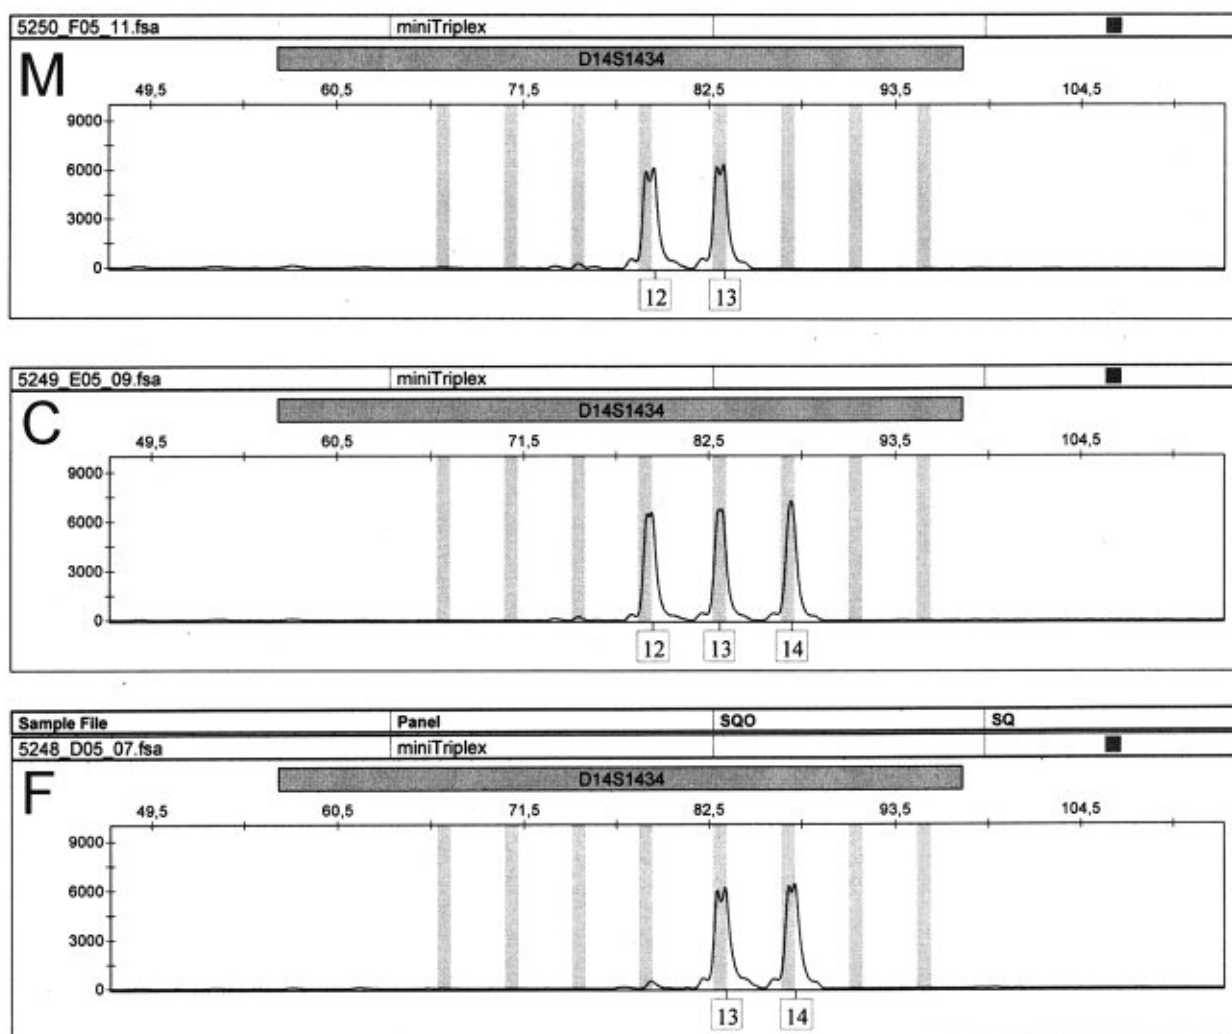 5250_F05_11.fsa miniTriplex
M
D14S1434
49,5 60,5 71,5 82,5 93,5 104,5
9000
6000
3000
0
12 13
5249_E05_09.fsa miniTriplex
C
D14S1434
49,5 60,5 71,5 82,5 93,5 104,5
9000
6000
3000
0
12 13 14
Sample File Panel SQO SQ
5248_D05_07.fsa miniTriplex
F
D14S1434
49,5 60,5 71,5 82,5 93,5 104,5
9000
6000
3000
0
13 14